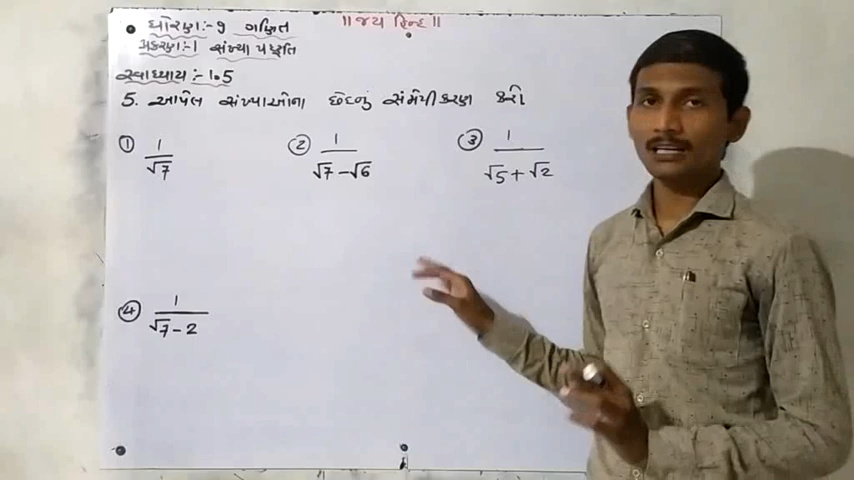 ધોરણ:-૭ ગણિત
॥ જય હિન્દ ॥
પ્રકરણ:-1 સંખ્યા પદ્ધતિ
સ્વાધ્યાય:-1.5
5. આપેલ સંખ્યાઓના છેદનું સંમેયીકરણ કરો
① 1/√7 ② 1/(√7-√6) ③ 1/(√5+√2)
④ 1/(√7-2)